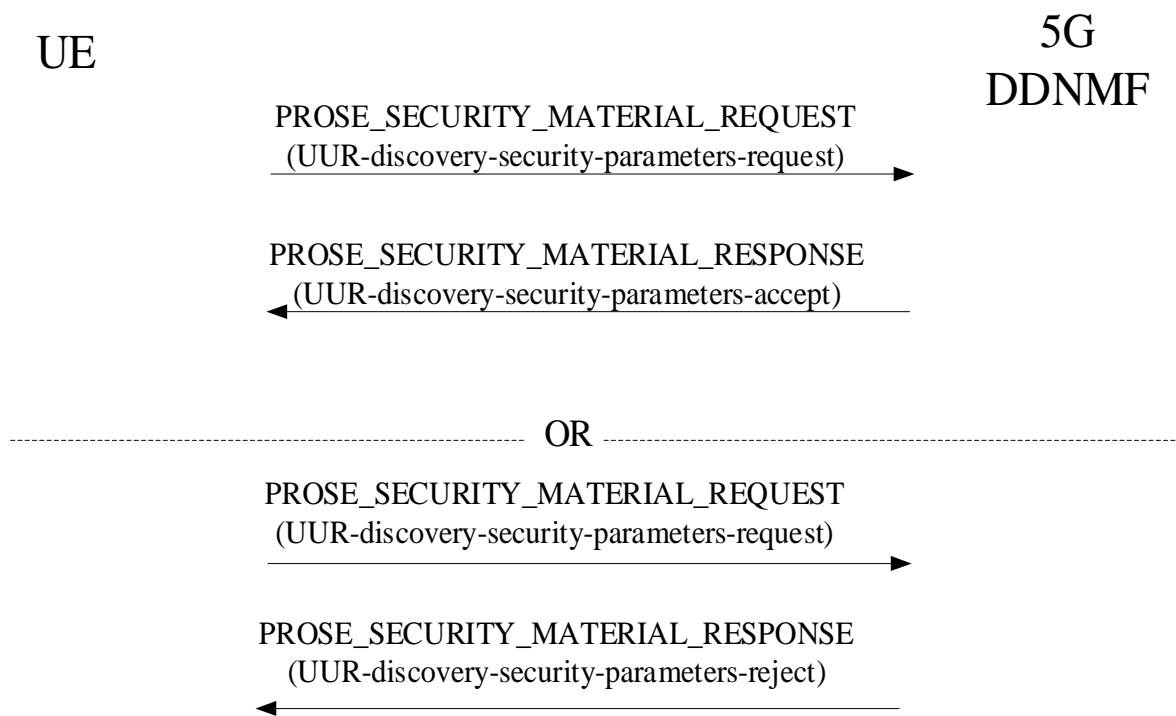 UE
5G
DDNMF
PROSE_SECURITY_MATERIAL_REQUEST
(UUR-discovery-security-parameters-request)
PROSE_SECURITY_MATERIAL_RESPONSE
(UUR-discovery-security-parameters-accept)
OR
PROSE_SECURITY_MATERIAL_REQUEST
(UUR-discovery-security-parameters-request)
PROSE_SECURITY_MATERIAL_RESPONSE
(UUR-discovery-security-parameters-reject)